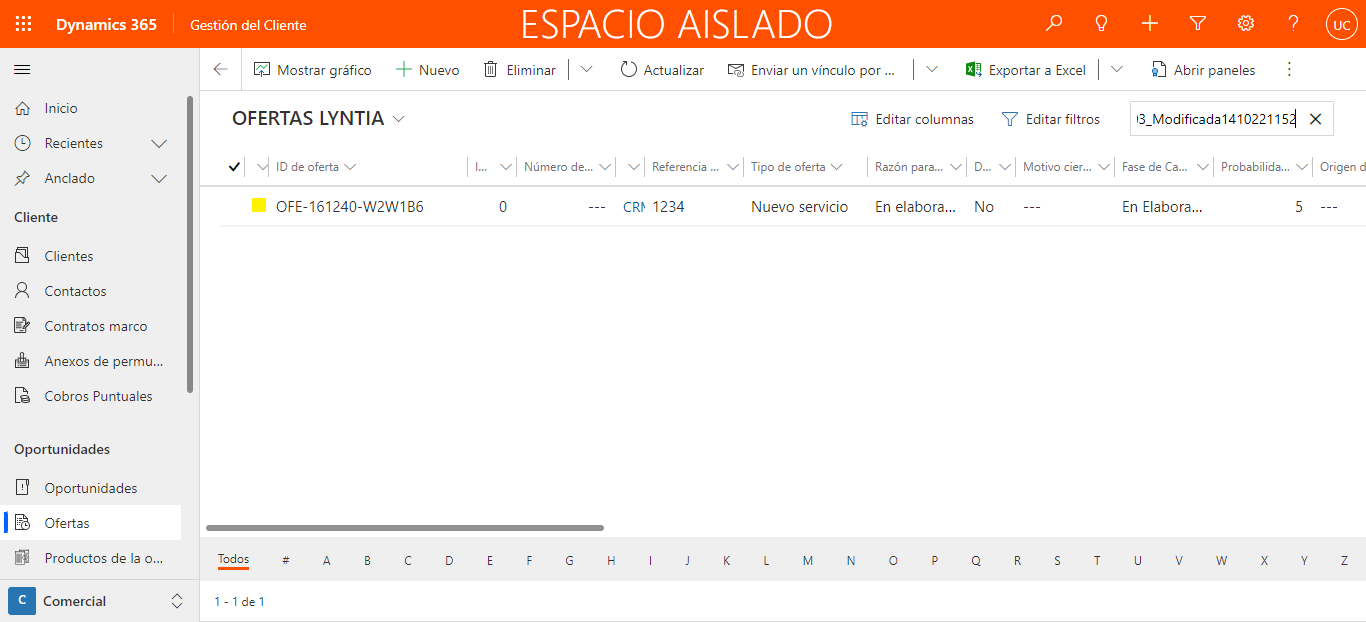 Dynamics 365
Gestión del Cliente
ESPACIO AISLADO
UC
Mostrar gráfico
Nuevo
Eliminar
Actualizar
Enviar un vínculo por ...
Exportar a Excel
Abrir paneles
Inicio
Recientes
Anclado
Cliente
Clientes
Contactos
Contratos marco
Anexos de permu...
Cobros Puntuales
Oportunidades
Oportunidades
Ofertas
Productos de la o...
C Comercial
OFERTAS LYNTIA
Editar columnas
Editar filtros
3_Modificada1410221152
ID de oferta I... Número de... Referencia ... Tipo de oferta Razón para... D... Motivo cier... Fase de Ca... Probabilida... Origen d
OFE-161240-W2W1B6 0 --- CRM 1234 Nuevo servicio En elabora... No --- En Elabora... 5 ---
Todos # A B C D E F G H I J K L M N O P Q R S T U V W X Y Z
1 - 1 de 1